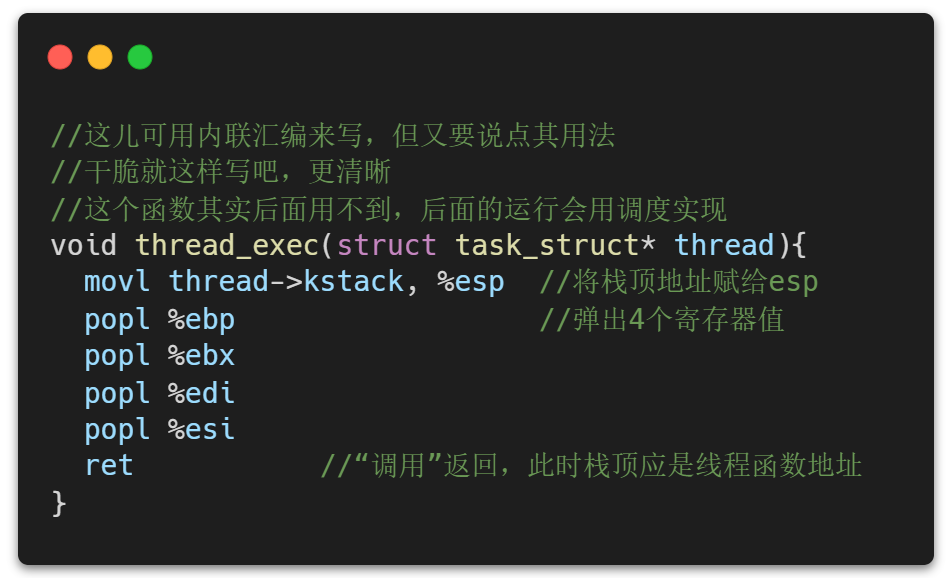 //这儿可用内联汇编来写，但又要说点其用法
//干脆就这样写吧，更清晰
//这个函数其实后面用不到，后面的运行会用调度实现
void thread_exec(struct task_struct* thread){
  movl thread->kstack, %esp  //将栈顶地址赋给esp
  popl %ebp                  //弹出4个寄存器值
  popl %ebx
  popl %edi
  popl %esi
  ret           //“调用”返回，此时栈顶应是线程函数地址
}